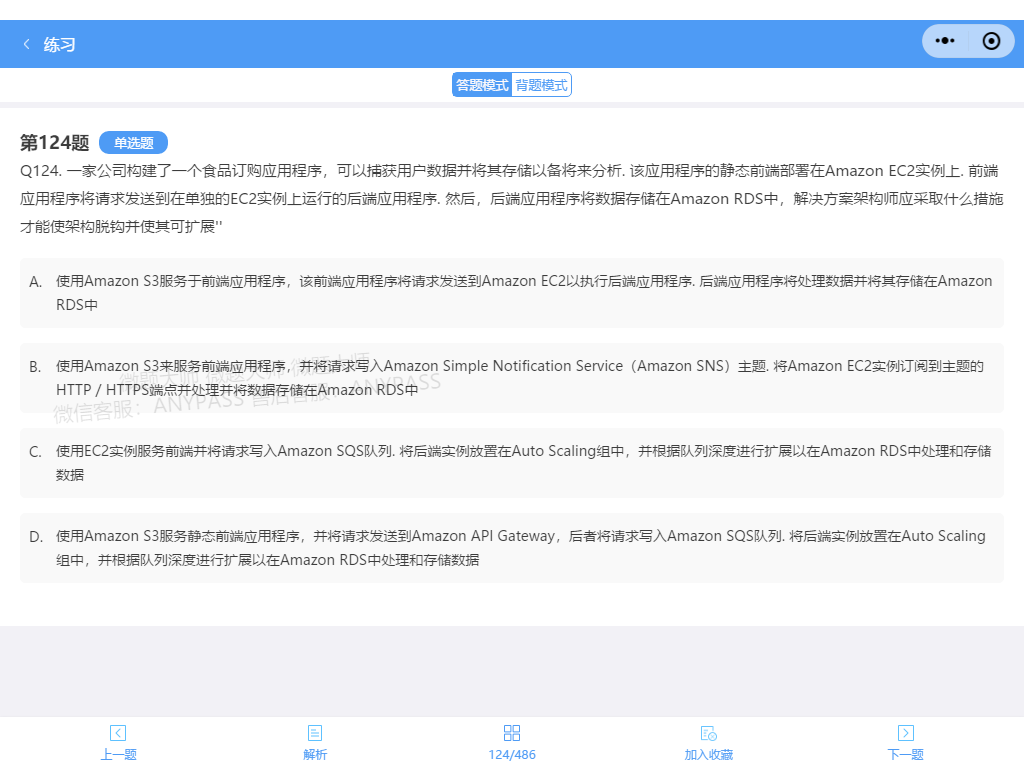 练习
答题模式 背题模式
第124题 单选题
Q124. 一家公司构建了一个食品订购应用程序，可以捕获用户数据并将其存储以备将来分析. 该应用程序的静态前端部署在Amazon EC2实例上. 前端
应用程序将请求发送到在单独的EC2实例上运行的后端应用程序. 然后，后端应用程序将数据存储在Amazon RDS中，解决方案架构师应采取什么措施
才能使架构脱钩并使其可扩展''
A. 使用Amazon S3服务于前端应用程序，该前端应用程序将请求发送到Amazon EC2以执行后端应用程序. 后端应用程序将处理数据并将其存储在Amazon
RDS中
B. 使用Amazon S3来服务前端应用程序，并将请求写入Amazon Simple Notification Service（Amazon SNS）主题. 将Amazon EC2实例订阅到主题的
HTTP / HTTPS端点并处理并将数据存储在Amazon RDS中
微题大师 微题大师 微题大师
微信客服：ANYPASS 售后客服：ANYPASS
C. 使用EC2实例服务前端并将请求写入Amazon SQS队列. 将后端实例放置在Auto Scaling组中，并根据队列深度进行扩展以在Amazon RDS中处理和存储
数据
D. 使用Amazon S3服务静态前端应用程序，并将请求发送到Amazon API Gateway，后者将请求写入Amazon SQS队列. 将后端实例放置在Auto Scaling
组中，并根据队列深度进行扩展以在Amazon RDS中处理和存储数据
上一题 解析 124/486 加入收藏 下一题